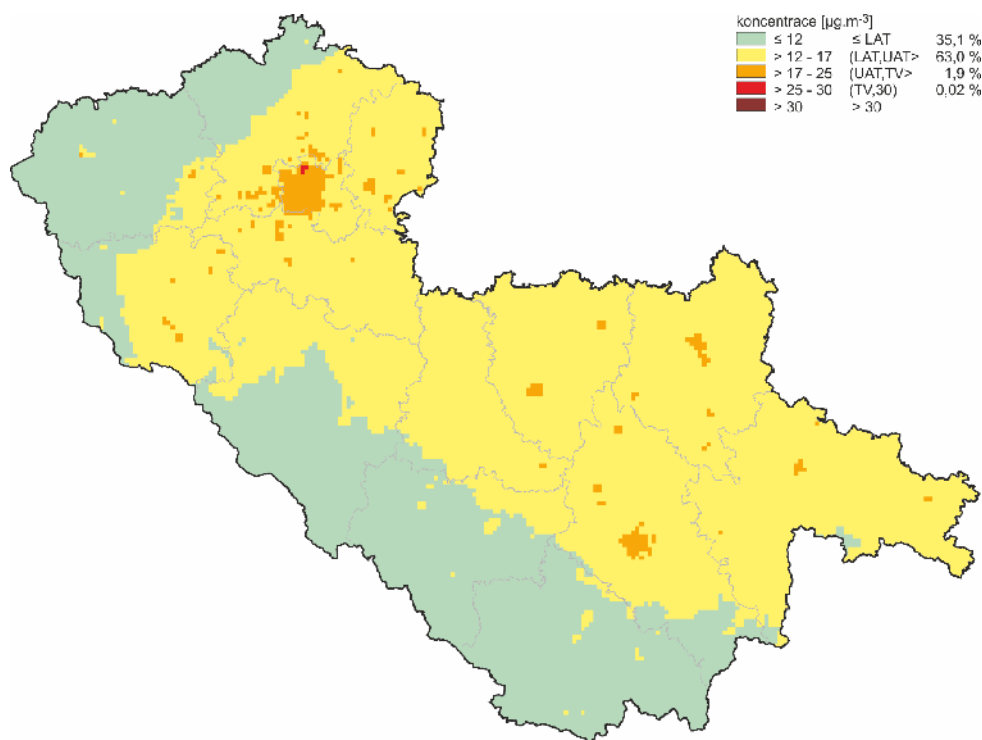 koncentrace [µg.m-3]
≤ 12 ≤ LAT 35,1 %
> 12 - 17 (LAT,UAT> 63,0 %
> 17 - 25 (UAT,TV> 1,9 %
> 25 - 30 (TV,30) 0,02 %
> 30 > 30